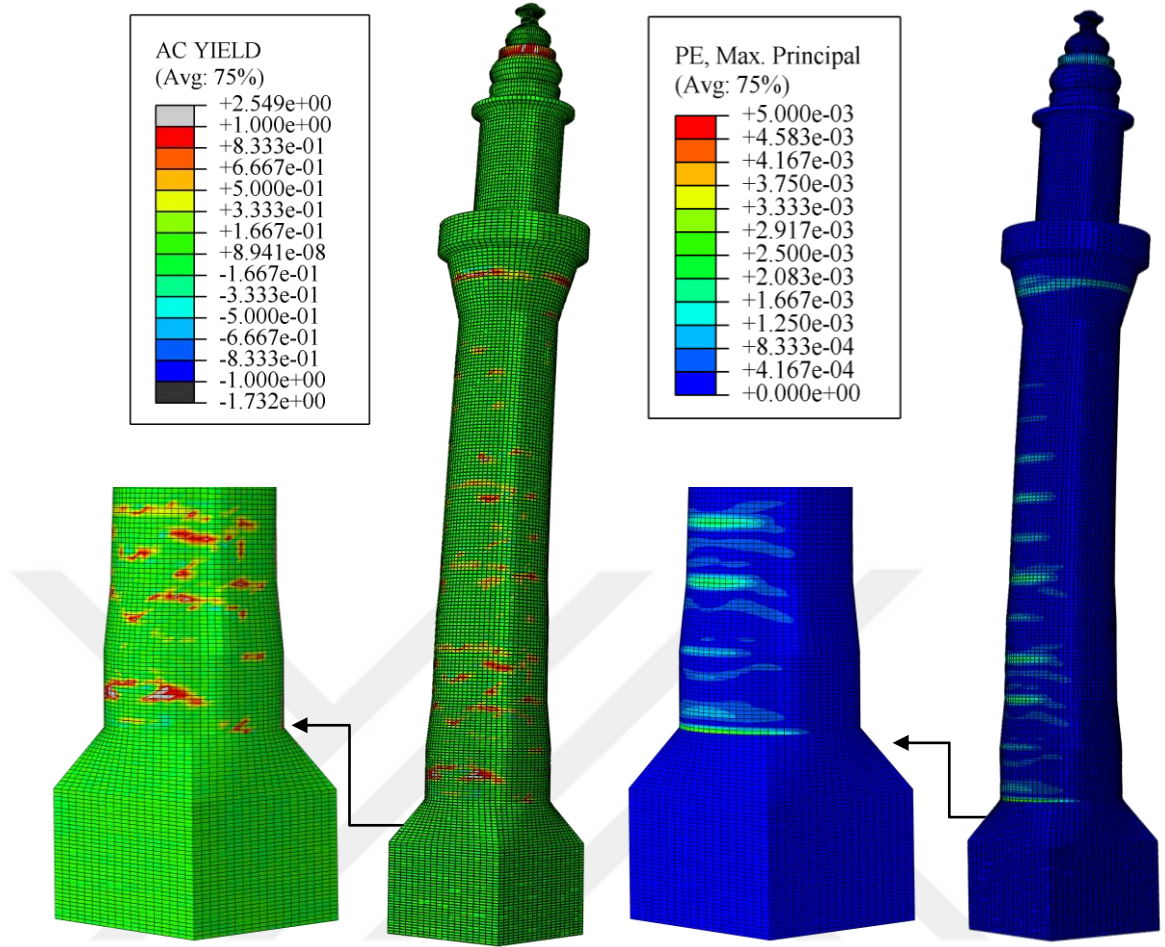 AC YIELD
(Avg: 75%)
+2.549e+00
+1.000e+00
+8.333e-01
+6.667e-01
+5.000e-01
+3.333e-01
+1.667e-01
+8.941e-08
-1.667e-01
-3.333e-01
-5.000e-01
-6.667e-01
-8.333e-01
-1.000e+00
-1.732e+00
PE, Max. Principal
(Avg: 75%)
+5.000e-03
+4.583e-03
+4.167e-03
+3.750e-03
+3.333e-03
+2.917e-03
+2.500e-03
+2.083e-03
+1.667e-03
+1.250e-03
+8.333e-04
+4.167e-04
+0.000e+00